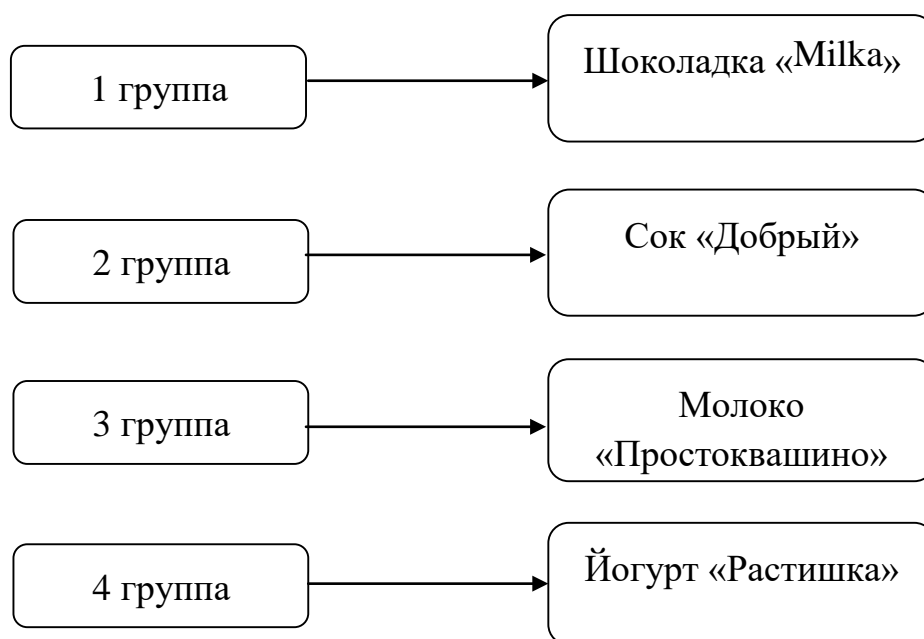 1 группа
Шоколадка «Milka»
2 группа
Сок «Добрый»
3 группа
Молоко
«Простоквашино»
4 группа
Йогурт «Растишка»